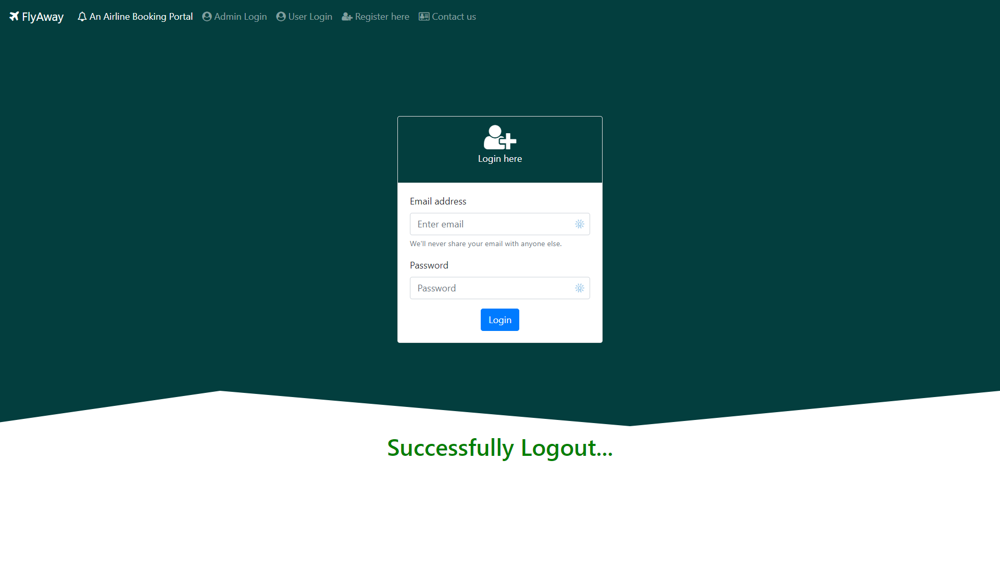 FlyAway An Airline Booking Portal Admin Login User Login Register here Contact us
Login here
Email address
Enter email
We'll never share your email with anyone else.
Password
Password
Login
Successfully Logout...